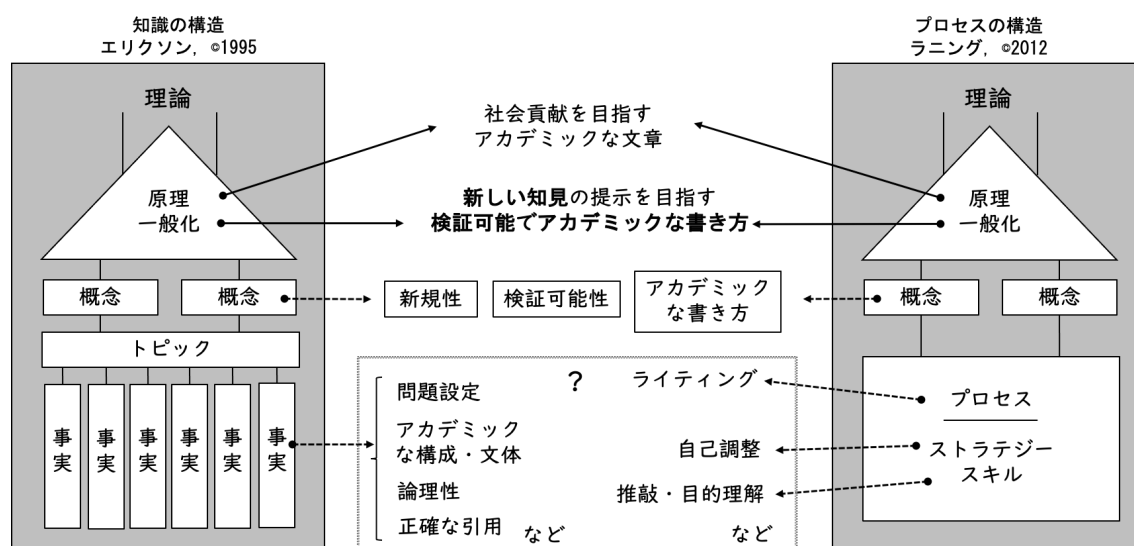 知識の構造
エリクソン, ©1995
理論
原理
一般化
概念
概念
トピック
事実
事実
事実
事実
事実
事実
社会貢献を目指す
アカデミックな文章
新しい知見の提示を目指す
検証可能でアカデミックな書き方
新規性
検証可能性
アカデミック
な書き方
問題設定
?
アカデミック
な構成・文体
論理性
正確な引用
など
ライティング
自己調整
推敲・目的理解
など
プロセスの構造
ラニング, ©2012
理論
原理
一般化
概念
概念
プロセス
ストラテジー
スキル